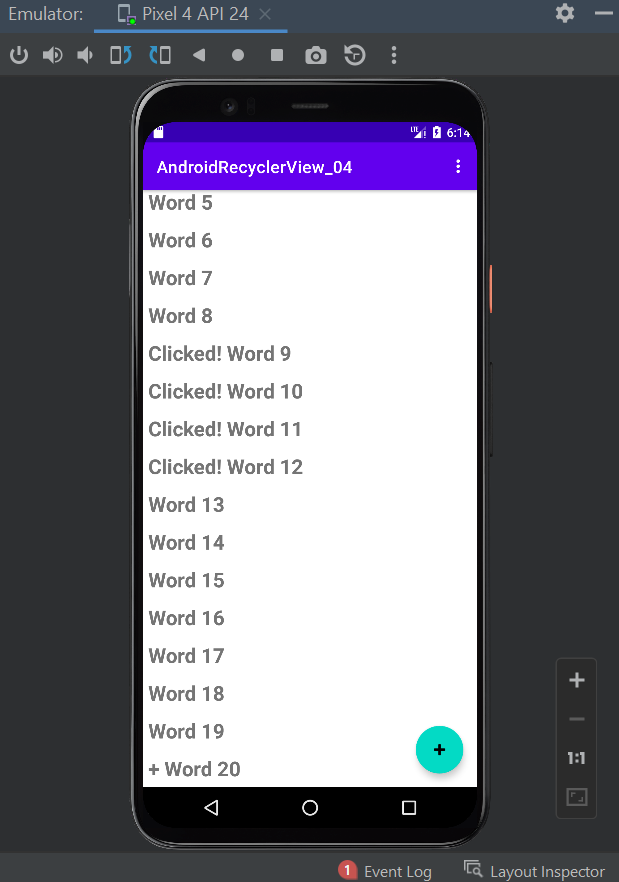 Emulator: Pixel 4 API 24
LTE 6:14
AndroidRecyclerView_04
Word 5
Word 6
Word 7
Word 8
Clicked! Word 9
Clicked! Word 10
Clicked! Word 11
Clicked! Word 12
Word 13
Word 14
Word 15
Word 16
Word 17
Word 18
Word 19
+
+ Word 20
1:1
1 Event Log Layout Inspector